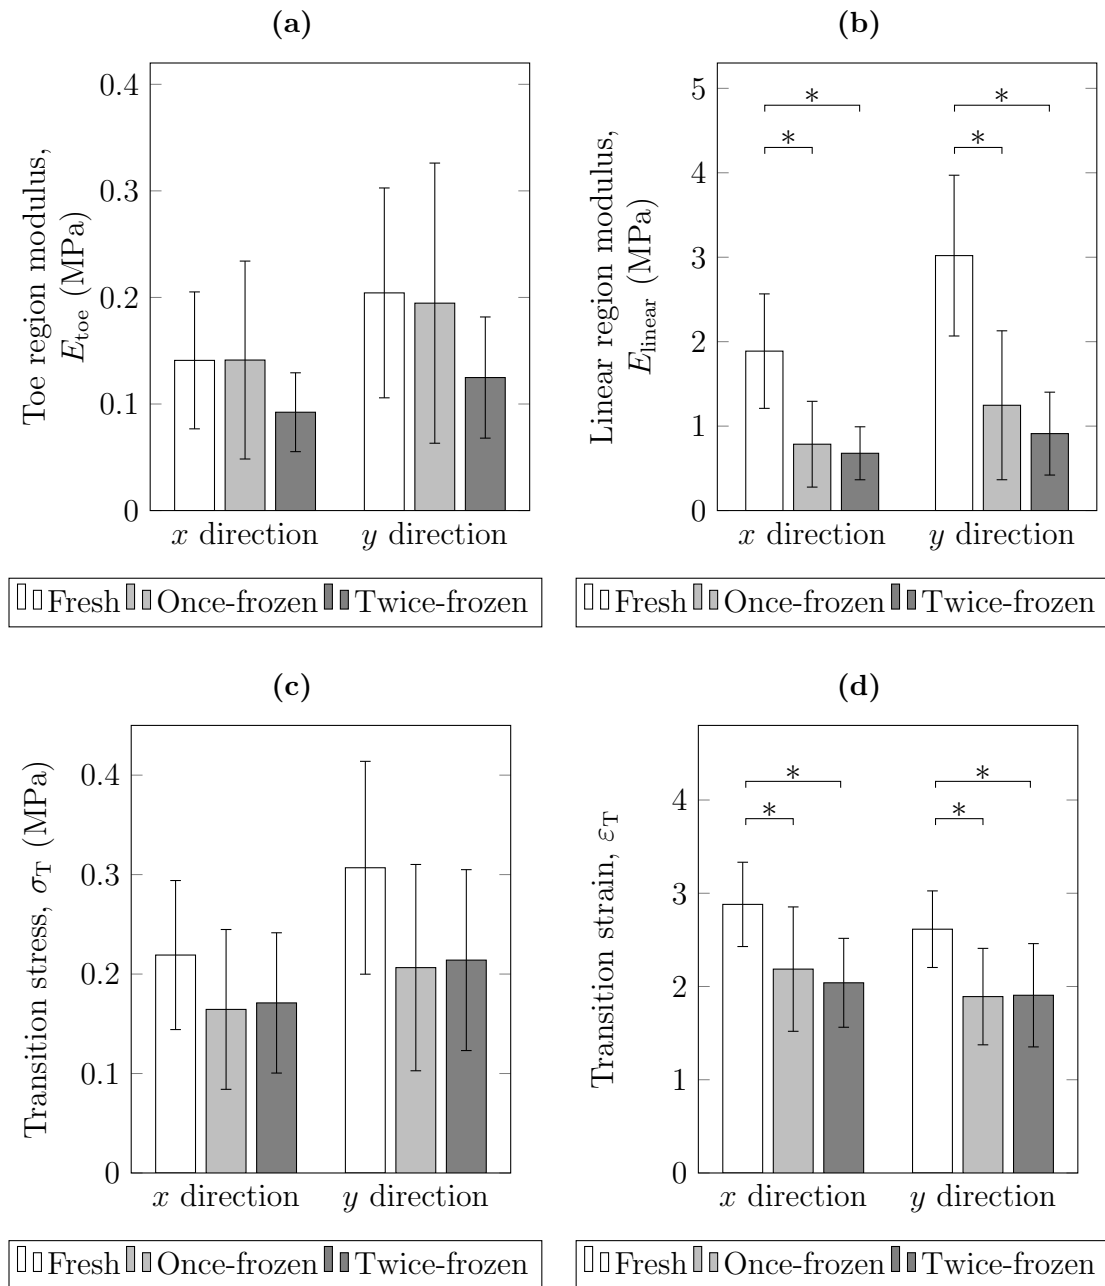 (a)
0.4
0.3
0.2
0.1
0
Toe region modulus,
E_toe (MPa)
x direction
y direction
Fresh Once-frozen Twice-frozen
(b)
5
4
3
2
1
0
Linear region modulus,
E_linear (MPa)
*
*
*
*
x direction
y direction
Fresh Once-frozen Twice-frozen
(c)
0.4
0.3
0.2
0.1
0
Transition stress, σ_T (MPa)
x direction
y direction
Fresh Once-frozen Twice-frozen
(d)
4
3
2
1
0
Transition strain, ε_T
*
*
*
*
x direction
y direction
Fresh Once-frozen Twice-frozen